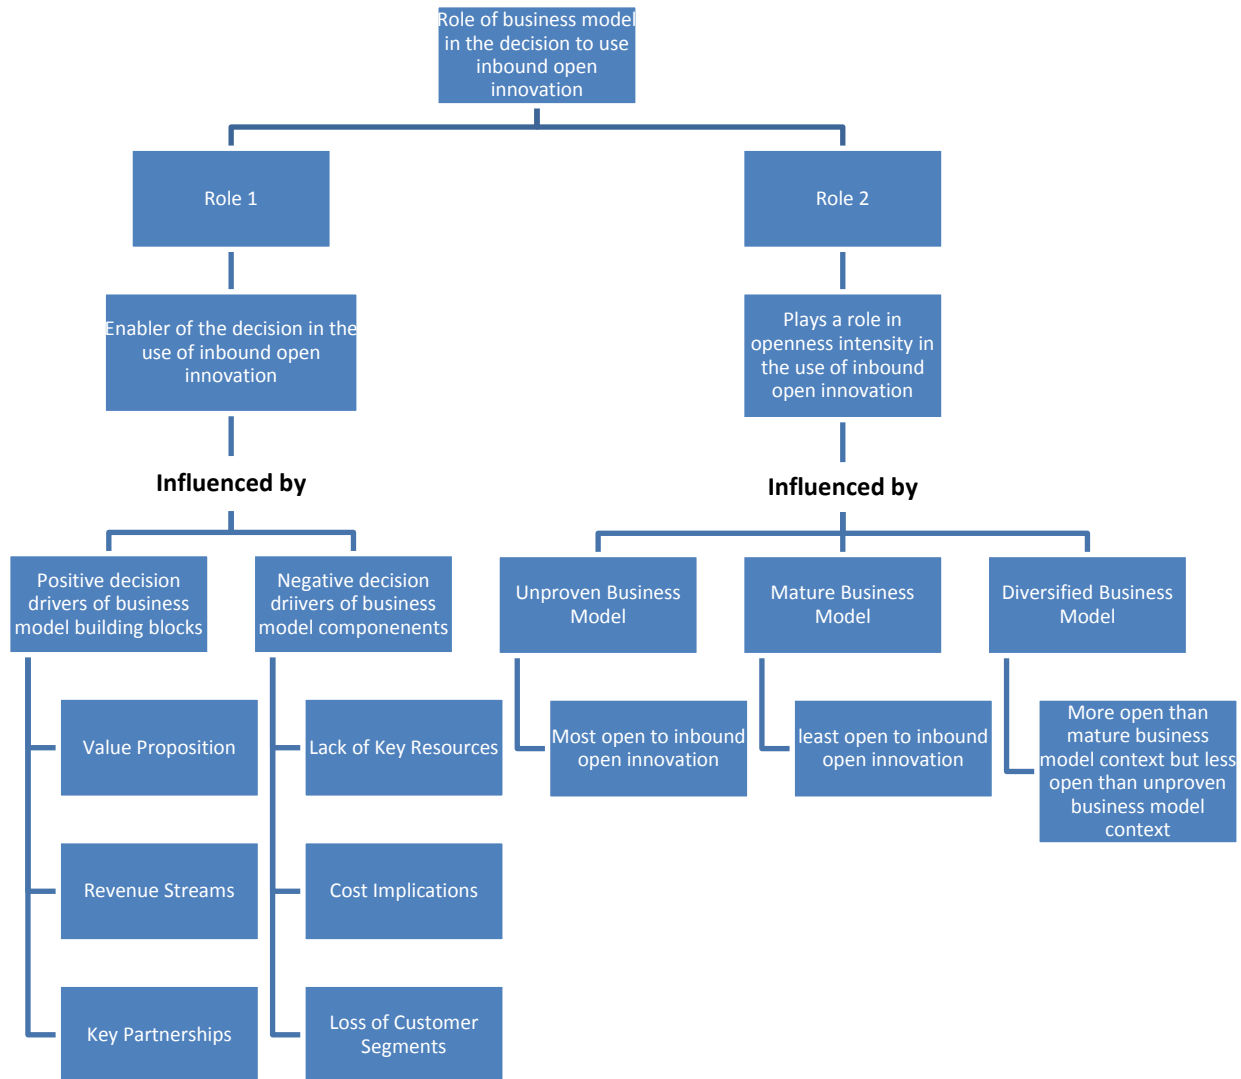 Role of business model
in the decision to use
inbound open
innovation
Role 1
Role 2
Enabler of the decision in the
use of inbound open
innovation
Plays a role in
openness intensity in
the use of inbound
open innovation
Influenced by
Influenced by
Positive decision
drivers of business
model building blocks
Negative decision
driivers of business
model componenents
Unproven Business
Model
Mature Business
Model
Diversified Business
Model
Value Proposition
Lack of Key Resources
Most open to inbound
open innovation
least open to inbound
open innovation
More open than
mature business
model context but less
open than unproven
business model
context
Revenue Streams
Cost Implications
Key Partnerships
Loss of Customer
Segments